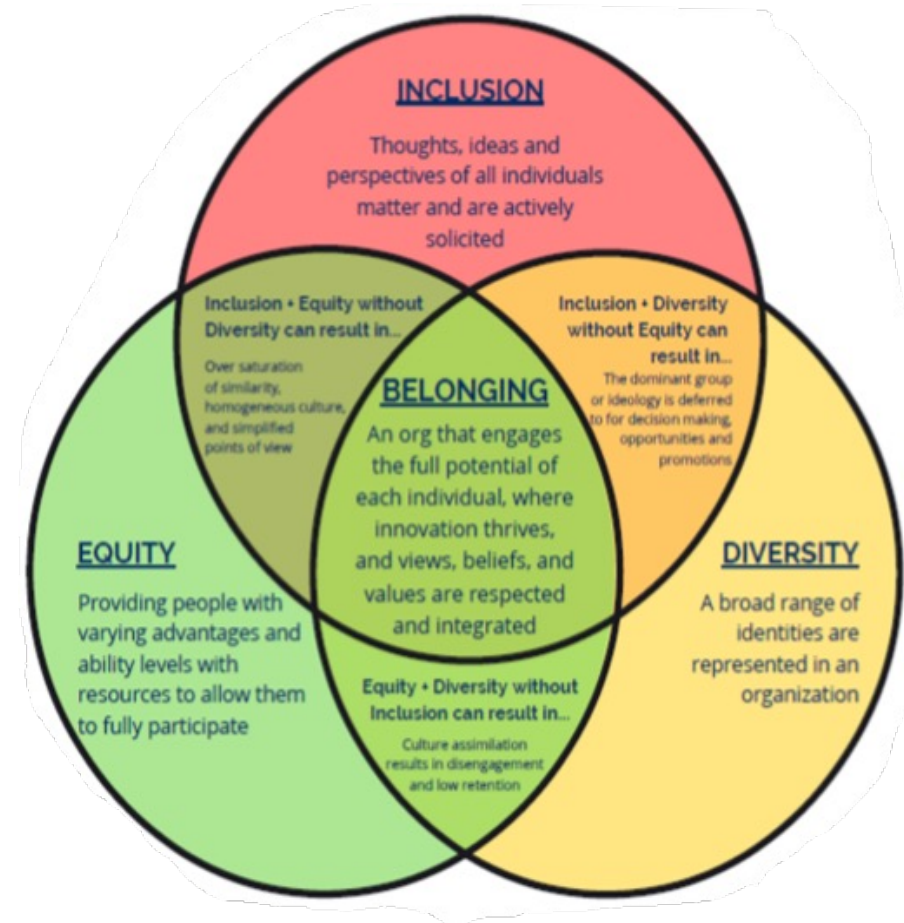 INCLUSION
Thoughts, ideas and
perspectives of all individuals
matter and are actively
solicited
Inclusion + Equity without
Diversity can result in...
Over saturation
of similarity,
homogeneous culture,
and simplified
points of view
Inclusion + Diversity
without Equity can
result in...
The dominant group
or ideology is deferred
to for decision making,
opportunities and
promotions
BELONGING
An org that engages
the full potential of
each individual, where
innovation thrives,
and views, beliefs, and
values are respected
and integrated
EQUITY
Providing people with
varying advantages and
ability levels with
resources to allow them
to fully participate
DIVERSITY
A broad range of
identities are
represented in an
organization
Equity + Diversity without
Inclusion can result in...
Culture assimilation
results in disengagement
and low retention